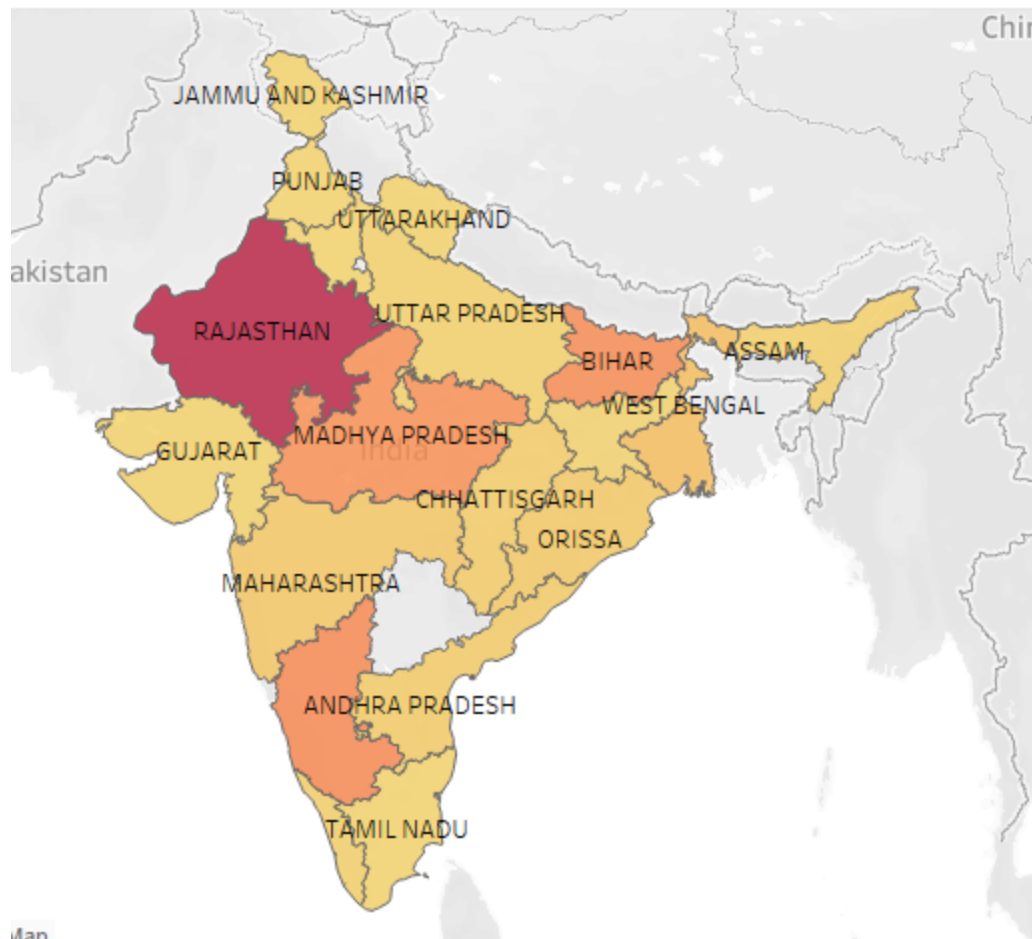 Chin
JAMMU AND KASHMIR
PUNJAB
UTTARAKHAND
akistan
UTTAR PRADESH
RAJASTHAN
BIHAR
ASSAM
WEST BENGAL
MADHYA PRADESH
GUJARAT
India
CHHATTISGARH
ORISSA
MAHARASHTRA
ANDHRA PRADESH
TAMIL NADU
Map